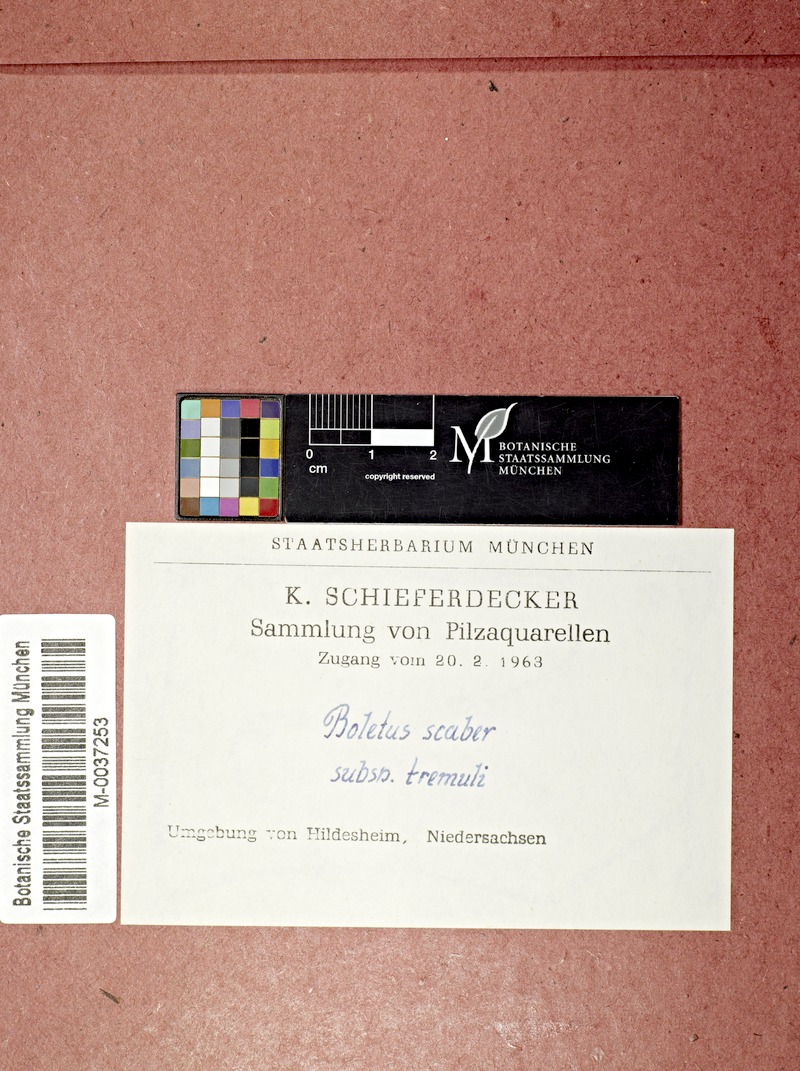 0 1 2
cm
copyright reserved
M BOTANISCHE
STAATSSAMMLUNG
MÜNCHEN
STAATSHERBARIUM MÜNCHEN
K. SCHIEFERDECKER
Sammlung von Pilzaquarellen
Zugang vom 20. 2. 1963
Boletus scaber
subsp. tremuli
Umgebung von Hildesheim, Niedersachsen
Botanische Staatssammlung München
M-0037253